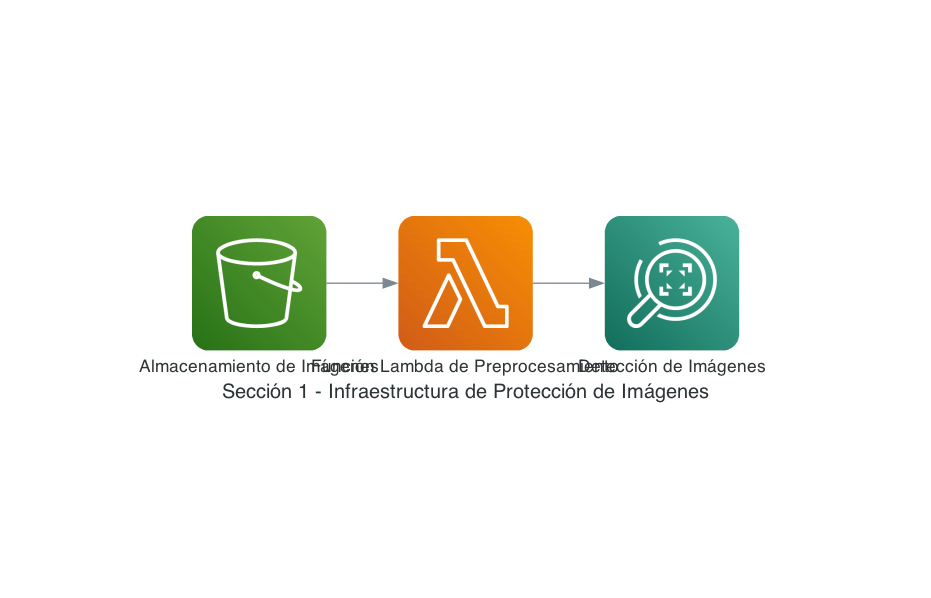 Almacenamiento de Imágenes Función Lambda de Preprocesamiento Detección de Imágenes
Sección 1 - Infraestructura de Protección de Imágenes